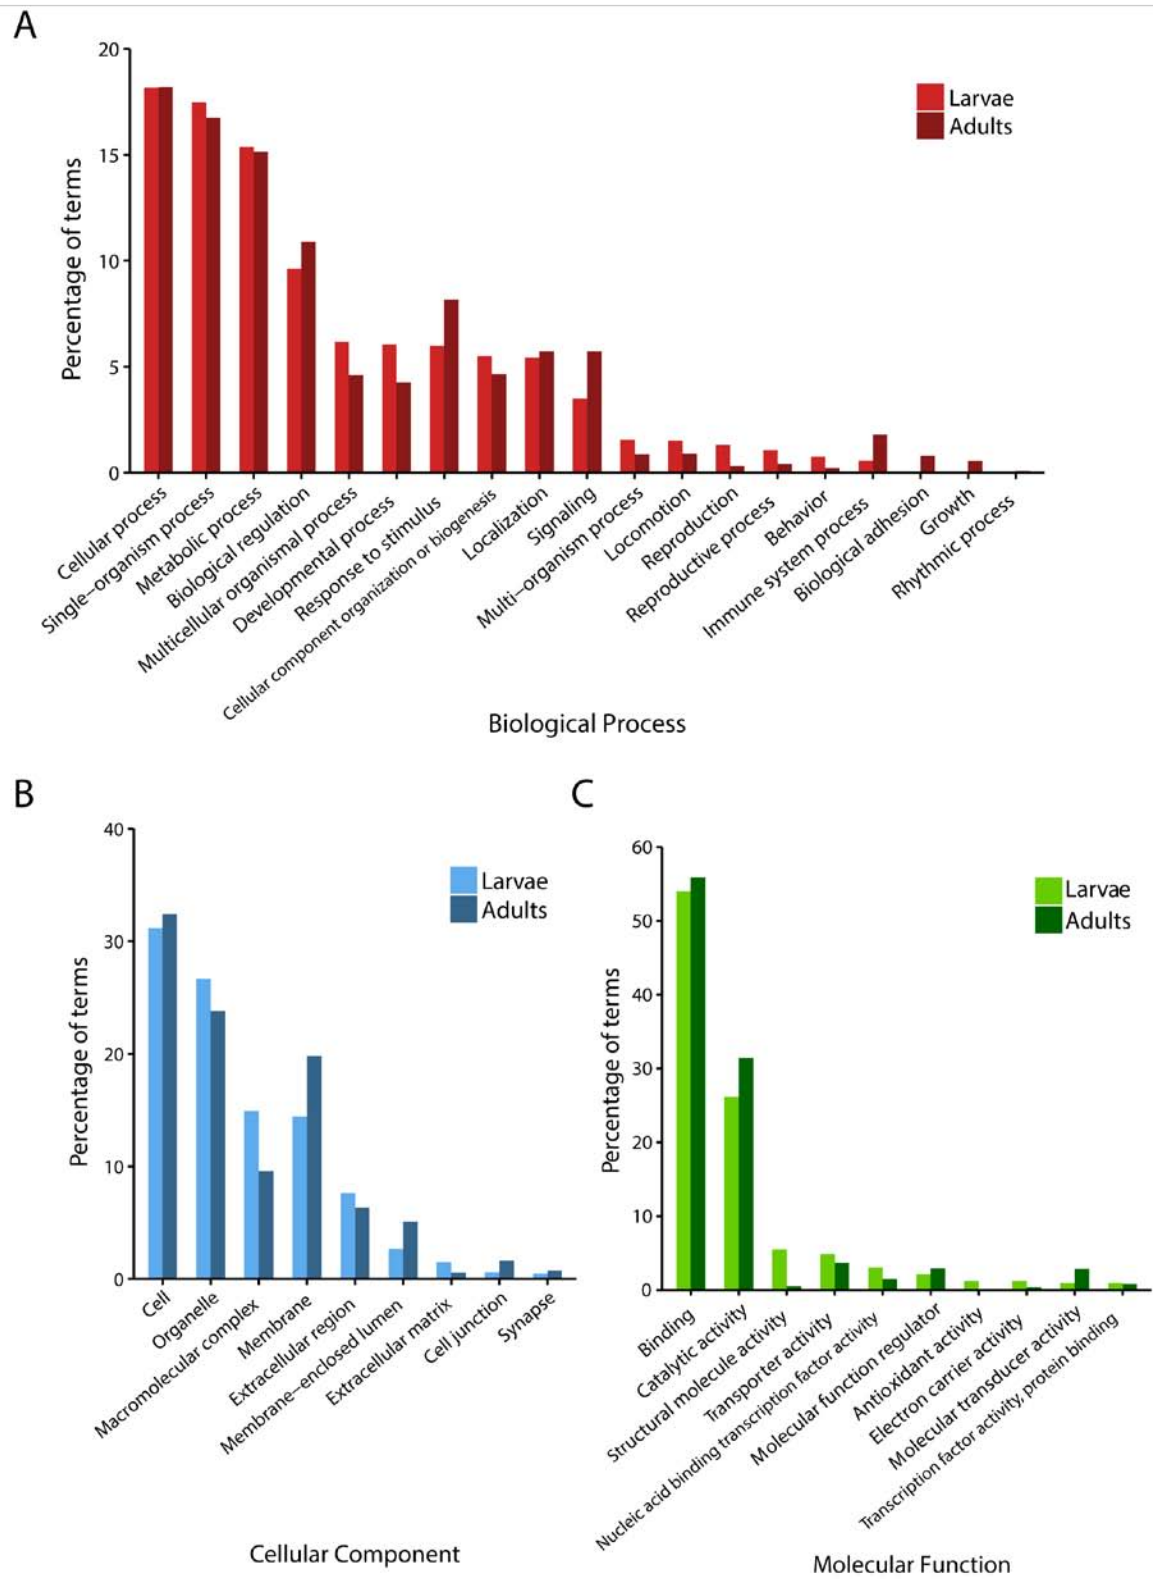 A
20
15
10
5
0
Percentage of terms
Larvae
Adults
Cellular process
Single–organism process
Metabolic process
Biological regulation
Multicellular organismal process
Developmental process
Response to stimulus
Cellular component organization or biogenesis
Localization
Signaling
Multi–organism process
Locomotion
Reproduction
Reproductive process
Behavior
Immune system process
Biological adhesion
Growth
Rhythmic process
Biological Process
B
40
30
20
10
0
Percentage of terms
Larvae
Adults
Cell
Organelle
Macromolecular complex
Membrane
Extracellular region
Membrane–enclosed lumen
Extracellular matrix
Cell junction
Synapse
Cellular Component
C
60
50
40
30
20
10
0
Percentage of terms
Larvae
Adults
Binding
Catalytic activity
Structural molecule activity
Transporter activity
Nucleic acid binding transcription factor activity
Molecular function regulator
Antioxidant activity
Electron carrier activity
Molecular transducer activity
Transcription factor activity, protein binding
Molecular Function